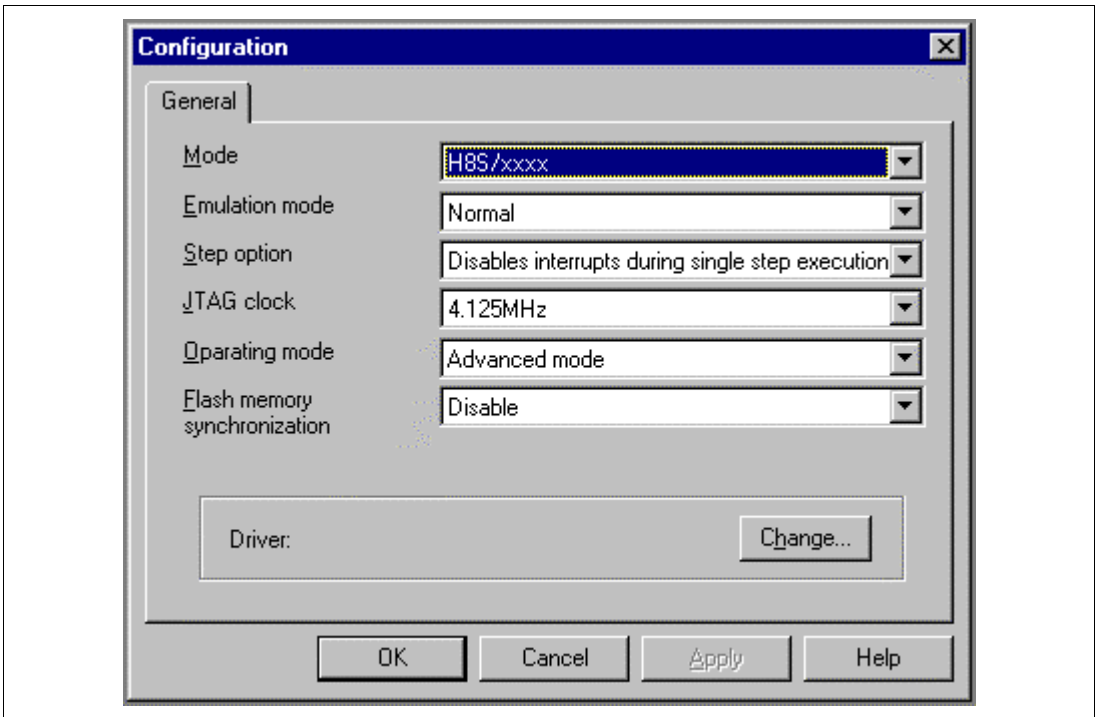 Configuration
General
Mode H8S/xxxx
Emulation mode Normal
Step option Disables interrupts during single step execution
JTAG clock 4.125MHz
Oparating mode Advanced mode
Flash memory
synchronization Disable
Driver: Change...
OK Cancel Apply Help